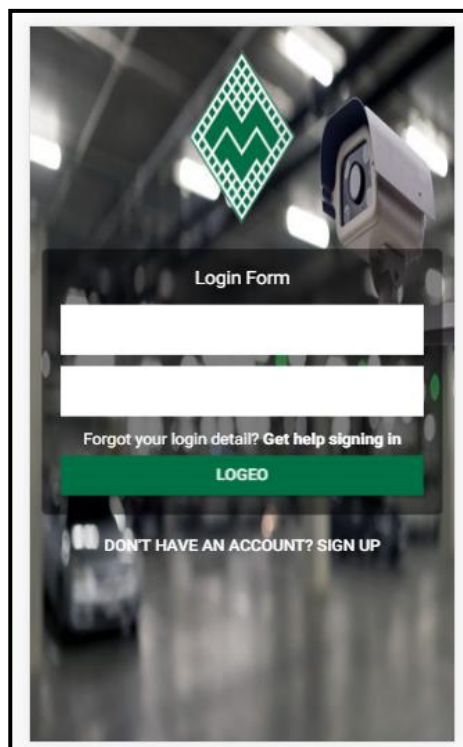 Login Form
Forgot your login detail? Get help signing in
LOGEO
DON'T HAVE AN ACCOUNT? SIGN UP